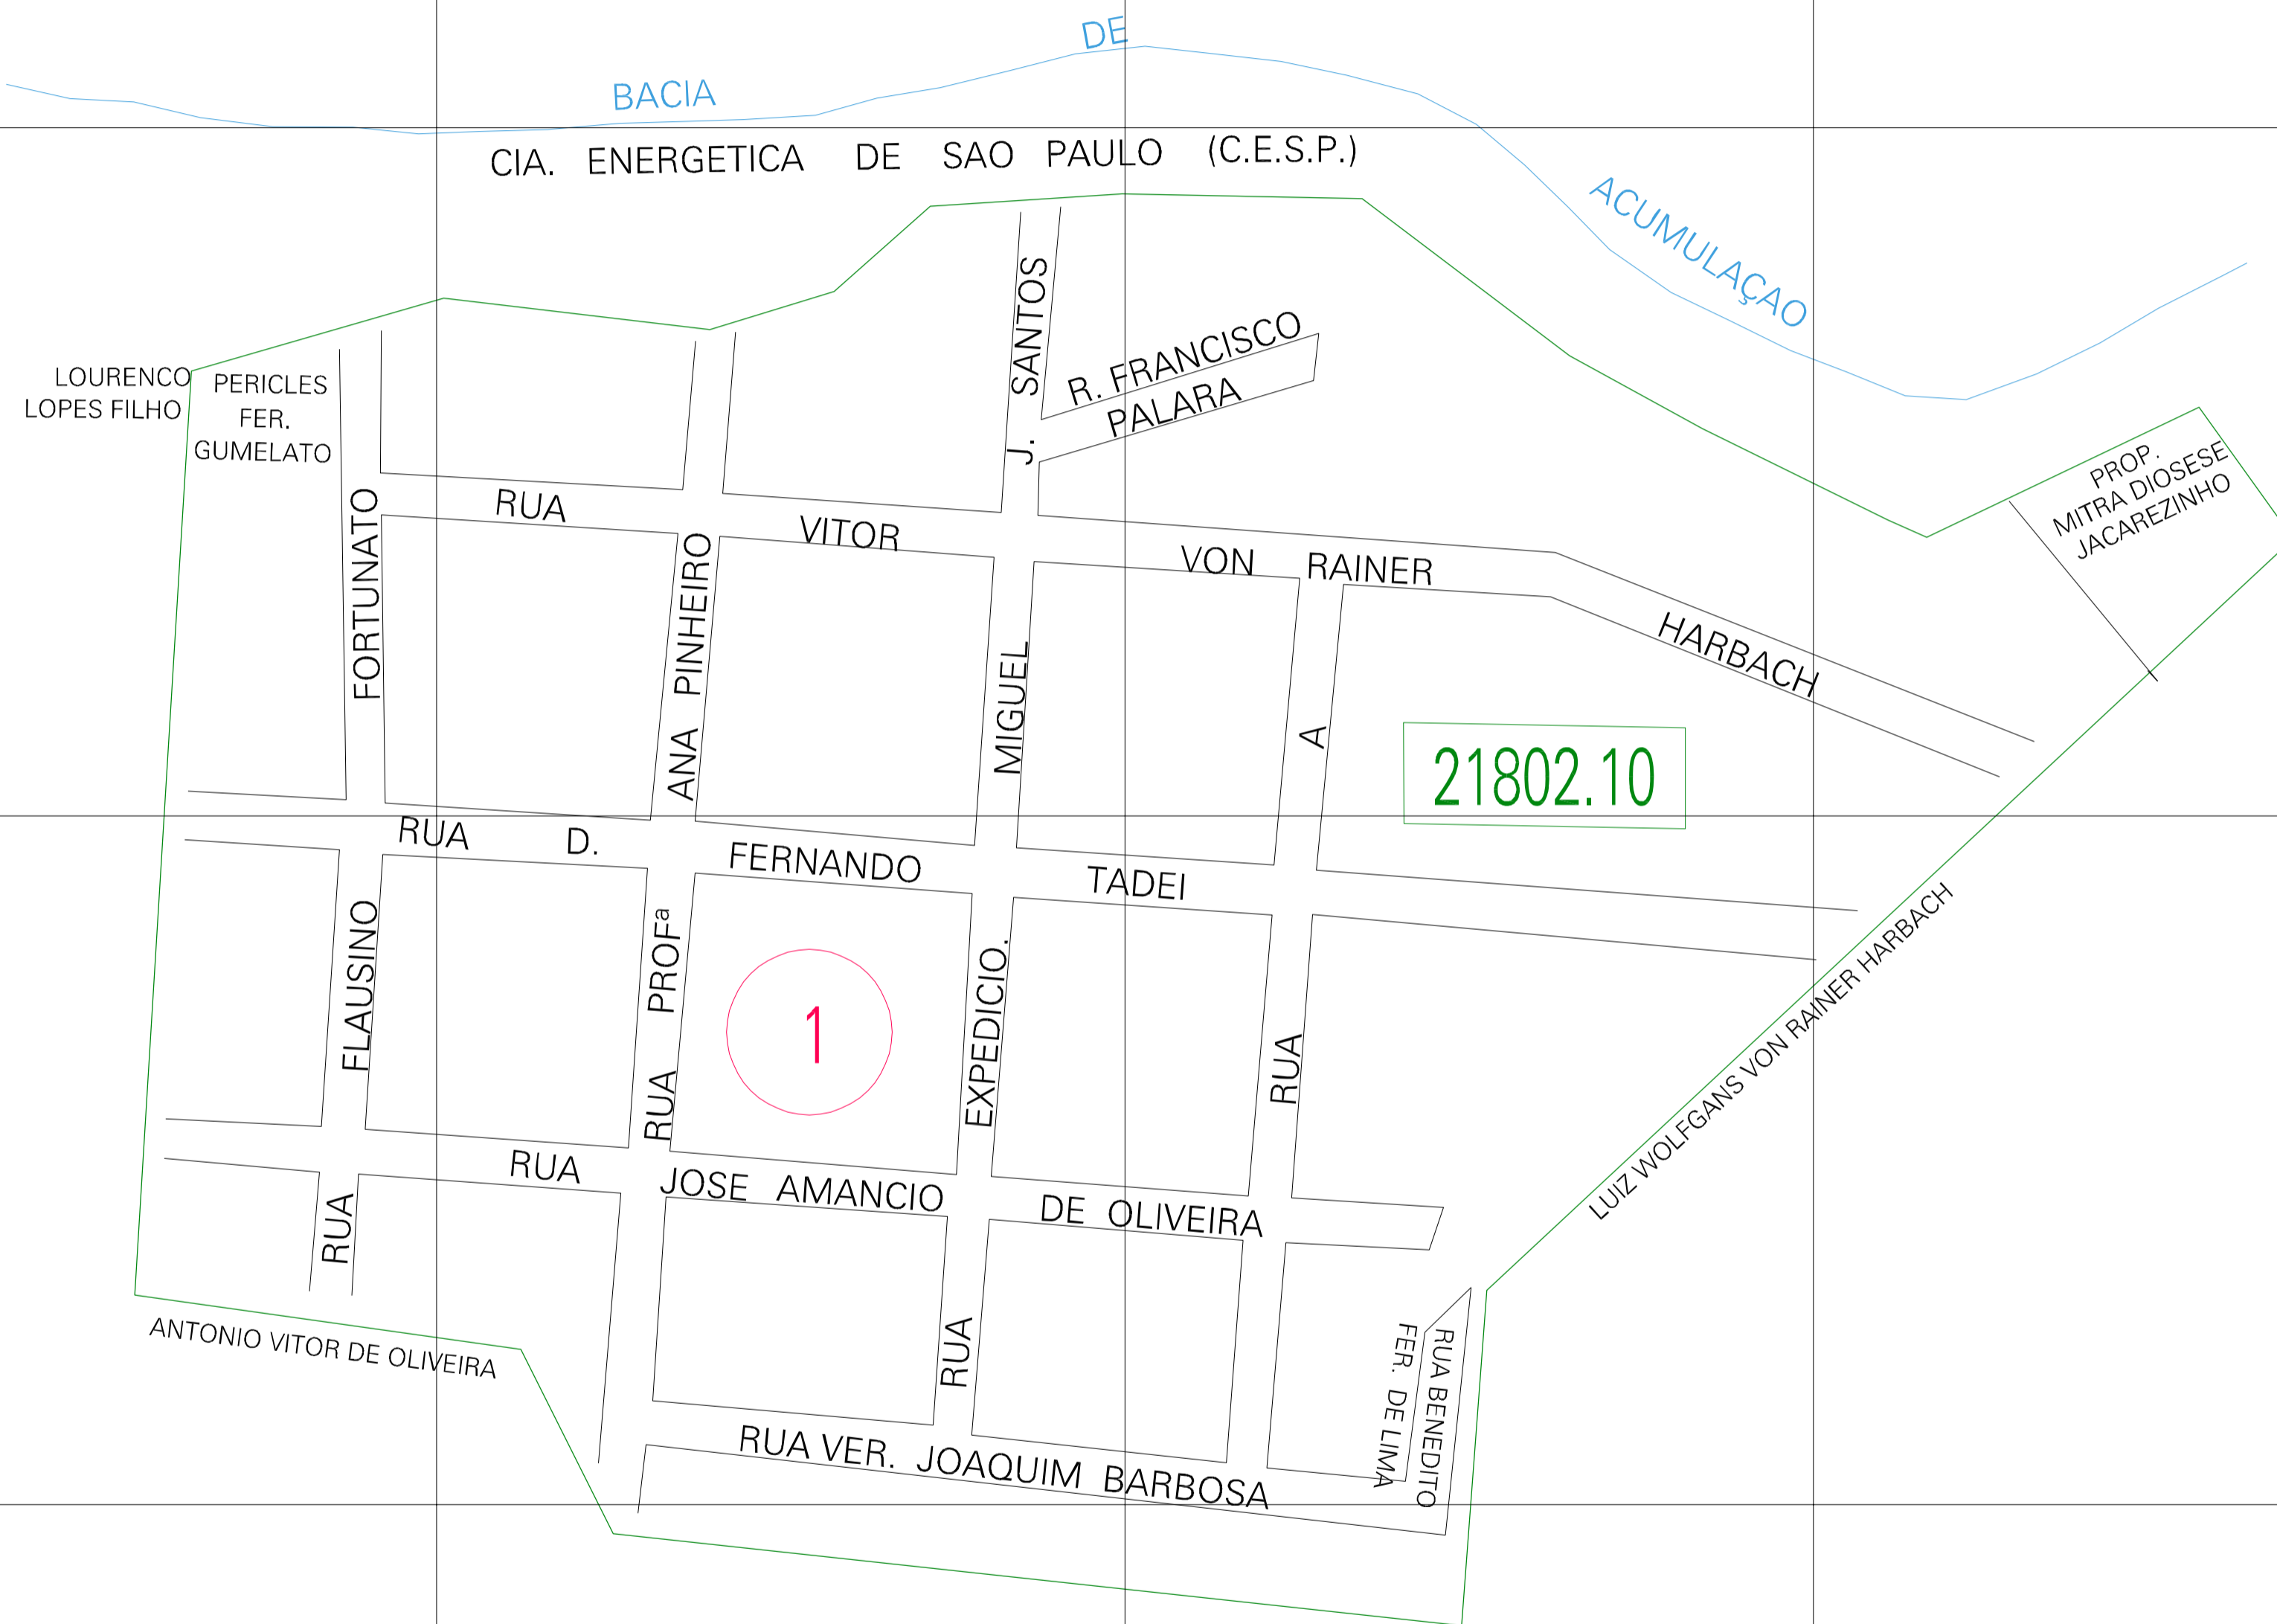 BACIA DE ACUMULAÇAO
CIA. ENERGETICA DE SAO PAULO (C.E.S.P.)
LOURENCO
LOPES FILHO
PERICLES
FER.
GUMELATO
R. FRANCISCO
PALARA
PROP.
MITRA DIOSESE
JACAREZINHO
RUA VITOR VON RAINER HARBACH
RUA FLAUSINO FORTUNATO
RUA PROFª ANA PINHEIRO
RUA EXPEDICIO. MIGUEL J. SANTOS
RUA A
21802.10
RUA D. FERNANDO TADEI
1
LUIZ WOLFGANS VON RAINER HARBACH
RUA JOSE AMANCIO DE OLIVEIRA
ANTONIO VITOR DE OLIVEIRA
RUA BENEDITO
FER. DE LIMA
RUA VER. JOAQUIM BARBOSA